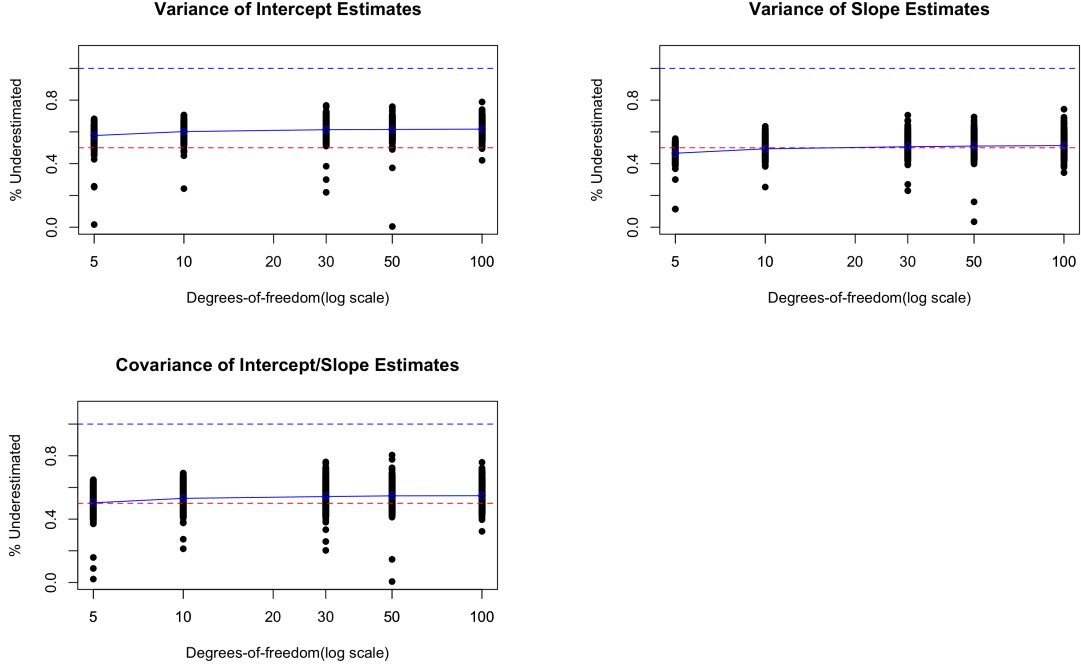 Variance of Intercept Estimates
% Underestimated
0.8
0.4
0.0
5 10 20 30 50 100
Degrees-of-freedom(log scale)
Variance of Slope Estimates
% Underestimated
0.8
0.4
0.0
5 10 20 30 50 100
Degrees-of-freedom(log scale)
Covariance of Intercept/Slope Estimates
% Underestimated
0.8
0.4
0.0
5 10 20 30 50 100
Degrees-of-freedom(log scale)